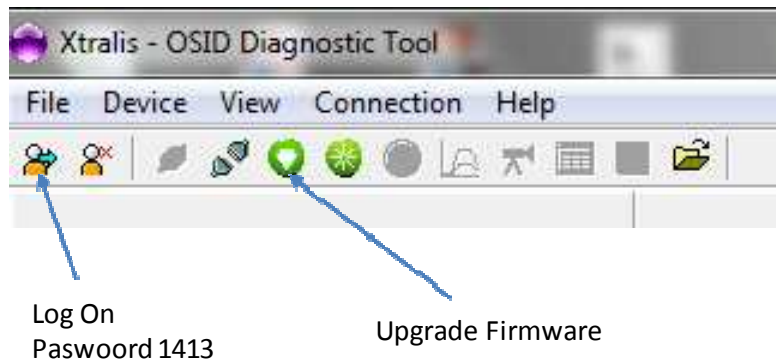 Xtralis - OSID Diagnostic Tool
File Device View Connection Help
Log On
Paswoord 1413
Upgrade Firmware